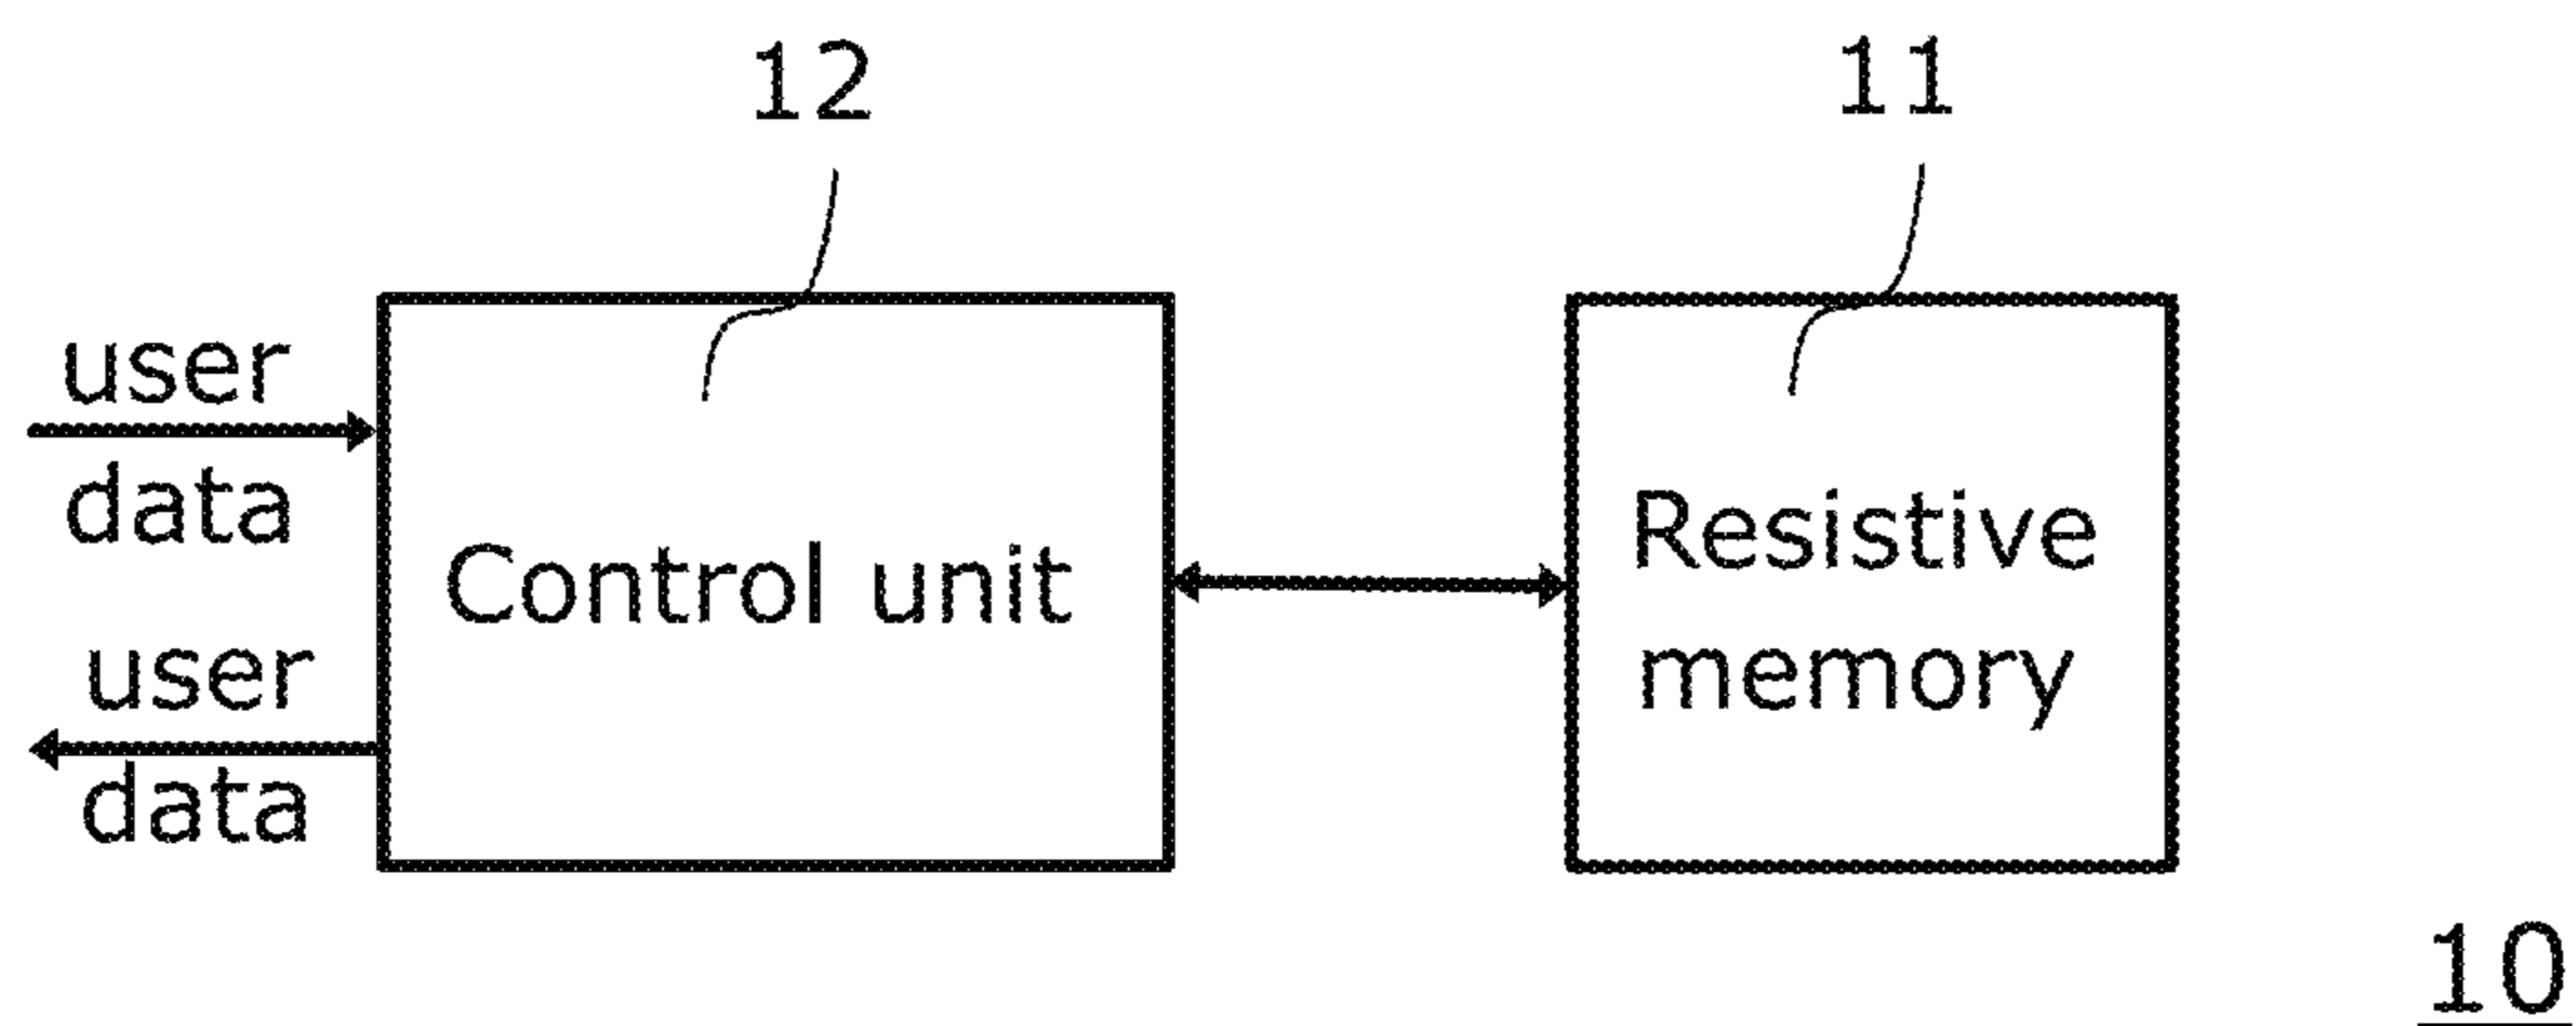 12
11
user
data
Control unit
user
data
Resistive
memory
10